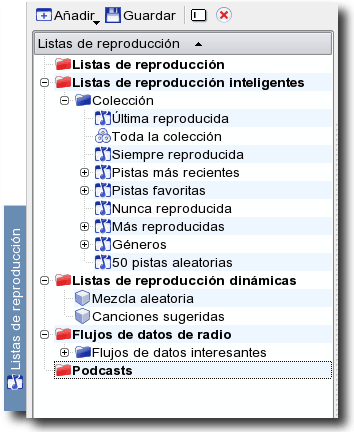 Añadir Guardar
Listas de reproducción
Listas de reproducción
Listas de reproducción inteligentes
Colección
Última reproducida
Toda la colección
Siempre reproducida
Pistas más recientes
Pistas favoritas
Nunca reproducida
Más reproducidas
Géneros
50 pistas aleatorias
Listas de reproducción dinámicas
Mezcla aleatoria
Canciones sugeridas
Flujos de datos de radio
Flujos de datos interesantes
Podcasts
Listas de reproducción